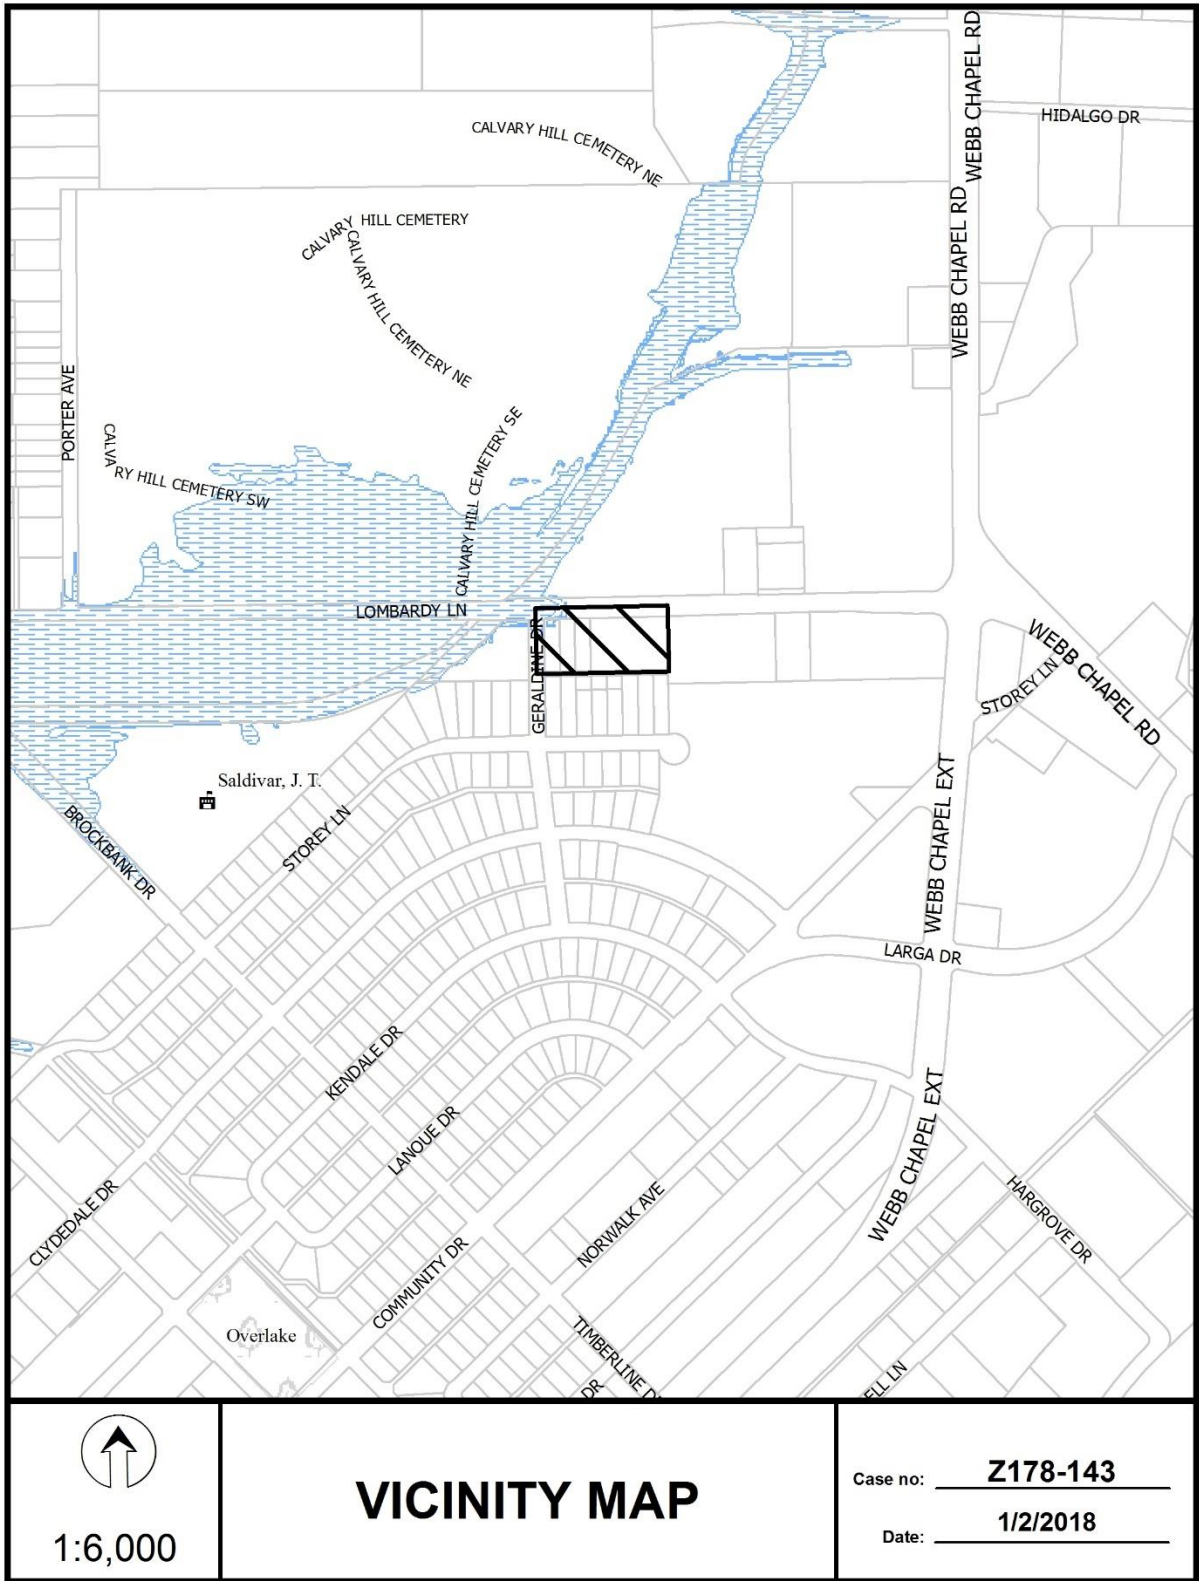 WEBB CHAPEL RD
HIDALGO DR
CALVARY HILL CEMETERY NE
WEBB CHAPEL RD
CALVARY HILL CEMETERY
CALVARY HILL CEMETERY NE
PORTER AVE
CALVARY HILL CEMETERY SE
CALVA
RY HILL CEMETERY SW
LOMBARDY LN
GERALDINE DR
WEBB CHAPEL RD
STOREY LN
Saldivar, J. T.
STOREY LN
BROCKBANK DR
WEBB CHAPEL EXT
LARGA DR
KENDALE DR
LANOUE DR
WEBB CHAPEL EXT
NORWALK AVE
HARGROVE DR
CLYDEDALE DR
COMMUNITY DR
Overlake
TIMBERLINE D
DR
ELL LN
1:6,000
VICINITY MAP
Case no: Z178-143
Date: 1/2/2018